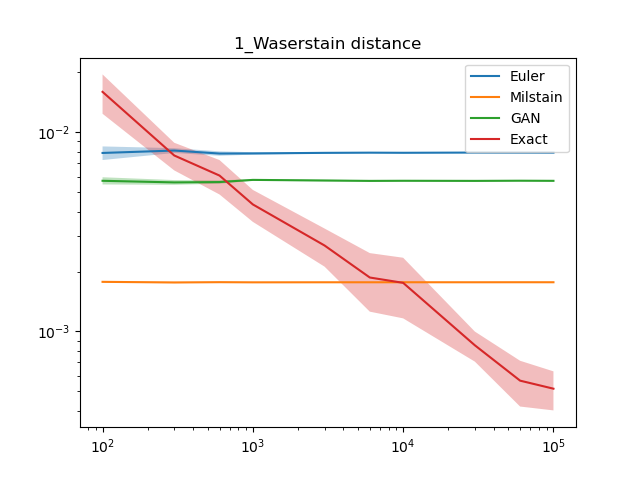 1_Waserstain distance
Euler
Milstain
GAN
Exact
10⁻²
10⁻³
10² 10³ 10⁴ 10⁵